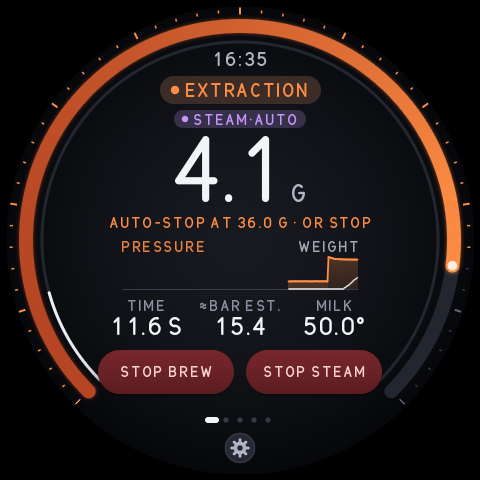 16:35
EXTRACTION
STEAM·AUTO
4.1 G
AUTO-STOP AT 36.0 G · OR STOP
PRESSURE WEIGHT
TIME ≈BAR EST. MILK
11.6 S 15.4 50.0°
STOP BREW STOP STEAM